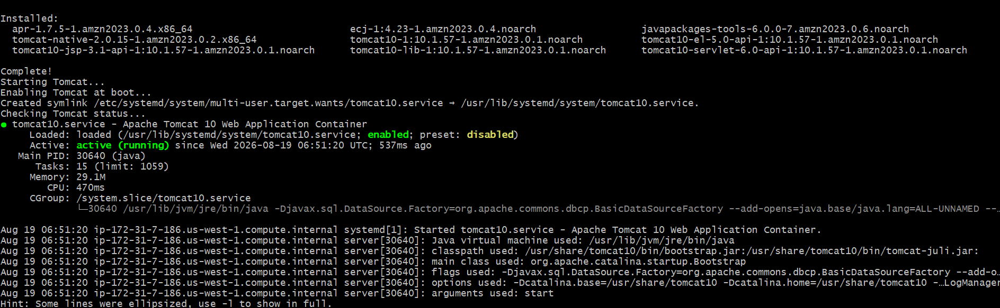 Installed:
  apr-1.7.5-1.amzn2023.0.4.x86_64                           ecj-1:4.23-1.amzn2023.0.4.noarch                  javapackages-tools-6.0.0-7.amzn2023.0.6.noarch
  tomcat-native-2.0.15-1.amzn2023.0.2.x86_64                tomcat10-1:10.1.57-1.amzn2023.0.1.noarch          tomcat10-el-5.0-api-1:10.1.57-1.amzn2023.0.1.noarch
  tomcat10-jsp-3.1-api-1:10.1.57-1.amzn2023.0.1.noarch      tomcat10-lib-1:10.1.57-1.amzn2023.0.1.noarch      tomcat10-servlet-6.0-api-1:10.1.57-1.amzn2023.0.1.noarch
Complete!
Starting Tomcat...
Enabling Tomcat at boot...
Created symlink /etc/systemd/system/multi-user.target.wants/tomcat10.service → /usr/lib/systemd/system/tomcat10.service.
Checking Tomcat status...
● tomcat10.service - Apache Tomcat 10 Web Application Container
     Loaded: loaded (/usr/lib/systemd/system/tomcat10.service; enabled; preset: disabled)
     Active: active (running) since Wed 2026-08-19 06:51:20 UTC; 537ms ago
   Main PID: 30640 (java)
      Tasks: 15 (limit: 1059)
     Memory: 29.1M
        CPU: 470ms
     CGroup: /system.slice/tomcat10.service
             └─30640 /usr/lib/jvm/jre/bin/java -Djavax.sql.DataSource.Factory=org.apache.commons.dbcp.BasicDataSourceFactory --add-opens=java.base/java.lang=ALL-UNNAMED --…
Aug 19 06:51:20 ip-172-31-7-186.us-west-1.compute.internal systemd[1]: Started tomcat10.service - Apache Tomcat 10 Web Application Container.
Aug 19 06:51:20 ip-172-31-7-186.us-west-1.compute.internal server[30640]: Java virtual machine used: /usr/lib/jvm/jre/bin/java
Aug 19 06:51:20 ip-172-31-7-186.us-west-1.compute.internal server[30640]: classpath used: /usr/share/tomcat10/bin/bootstrap.jar:/usr/share/tomcat10/bin/tomcat-juli.jar:
Aug 19 06:51:20 ip-172-31-7-186.us-west-1.compute.internal server[30640]: main class used: org.apache.catalina.startup.Bootstrap
Aug 19 06:51:20 ip-172-31-7-186.us-west-1.compute.internal server[30640]: flags used: -Djavax.sql.DataSource.Factory=org.apache.commons.dbcp.BasicDataSourceFactory --add-o…
Aug 19 06:51:20 ip-172-31-7-186.us-west-1.compute.internal server[30640]: options used: -Dcatalina.base=/usr/share/tomcat10 -Dcatalina.home=/usr/share/tomcat10 -…LogManager
Aug 19 06:51:20 ip-172-31-7-186.us-west-1.compute.internal server[30640]: arguments used: start
Hint: Some lines were ellipsized, use -l to show in full.